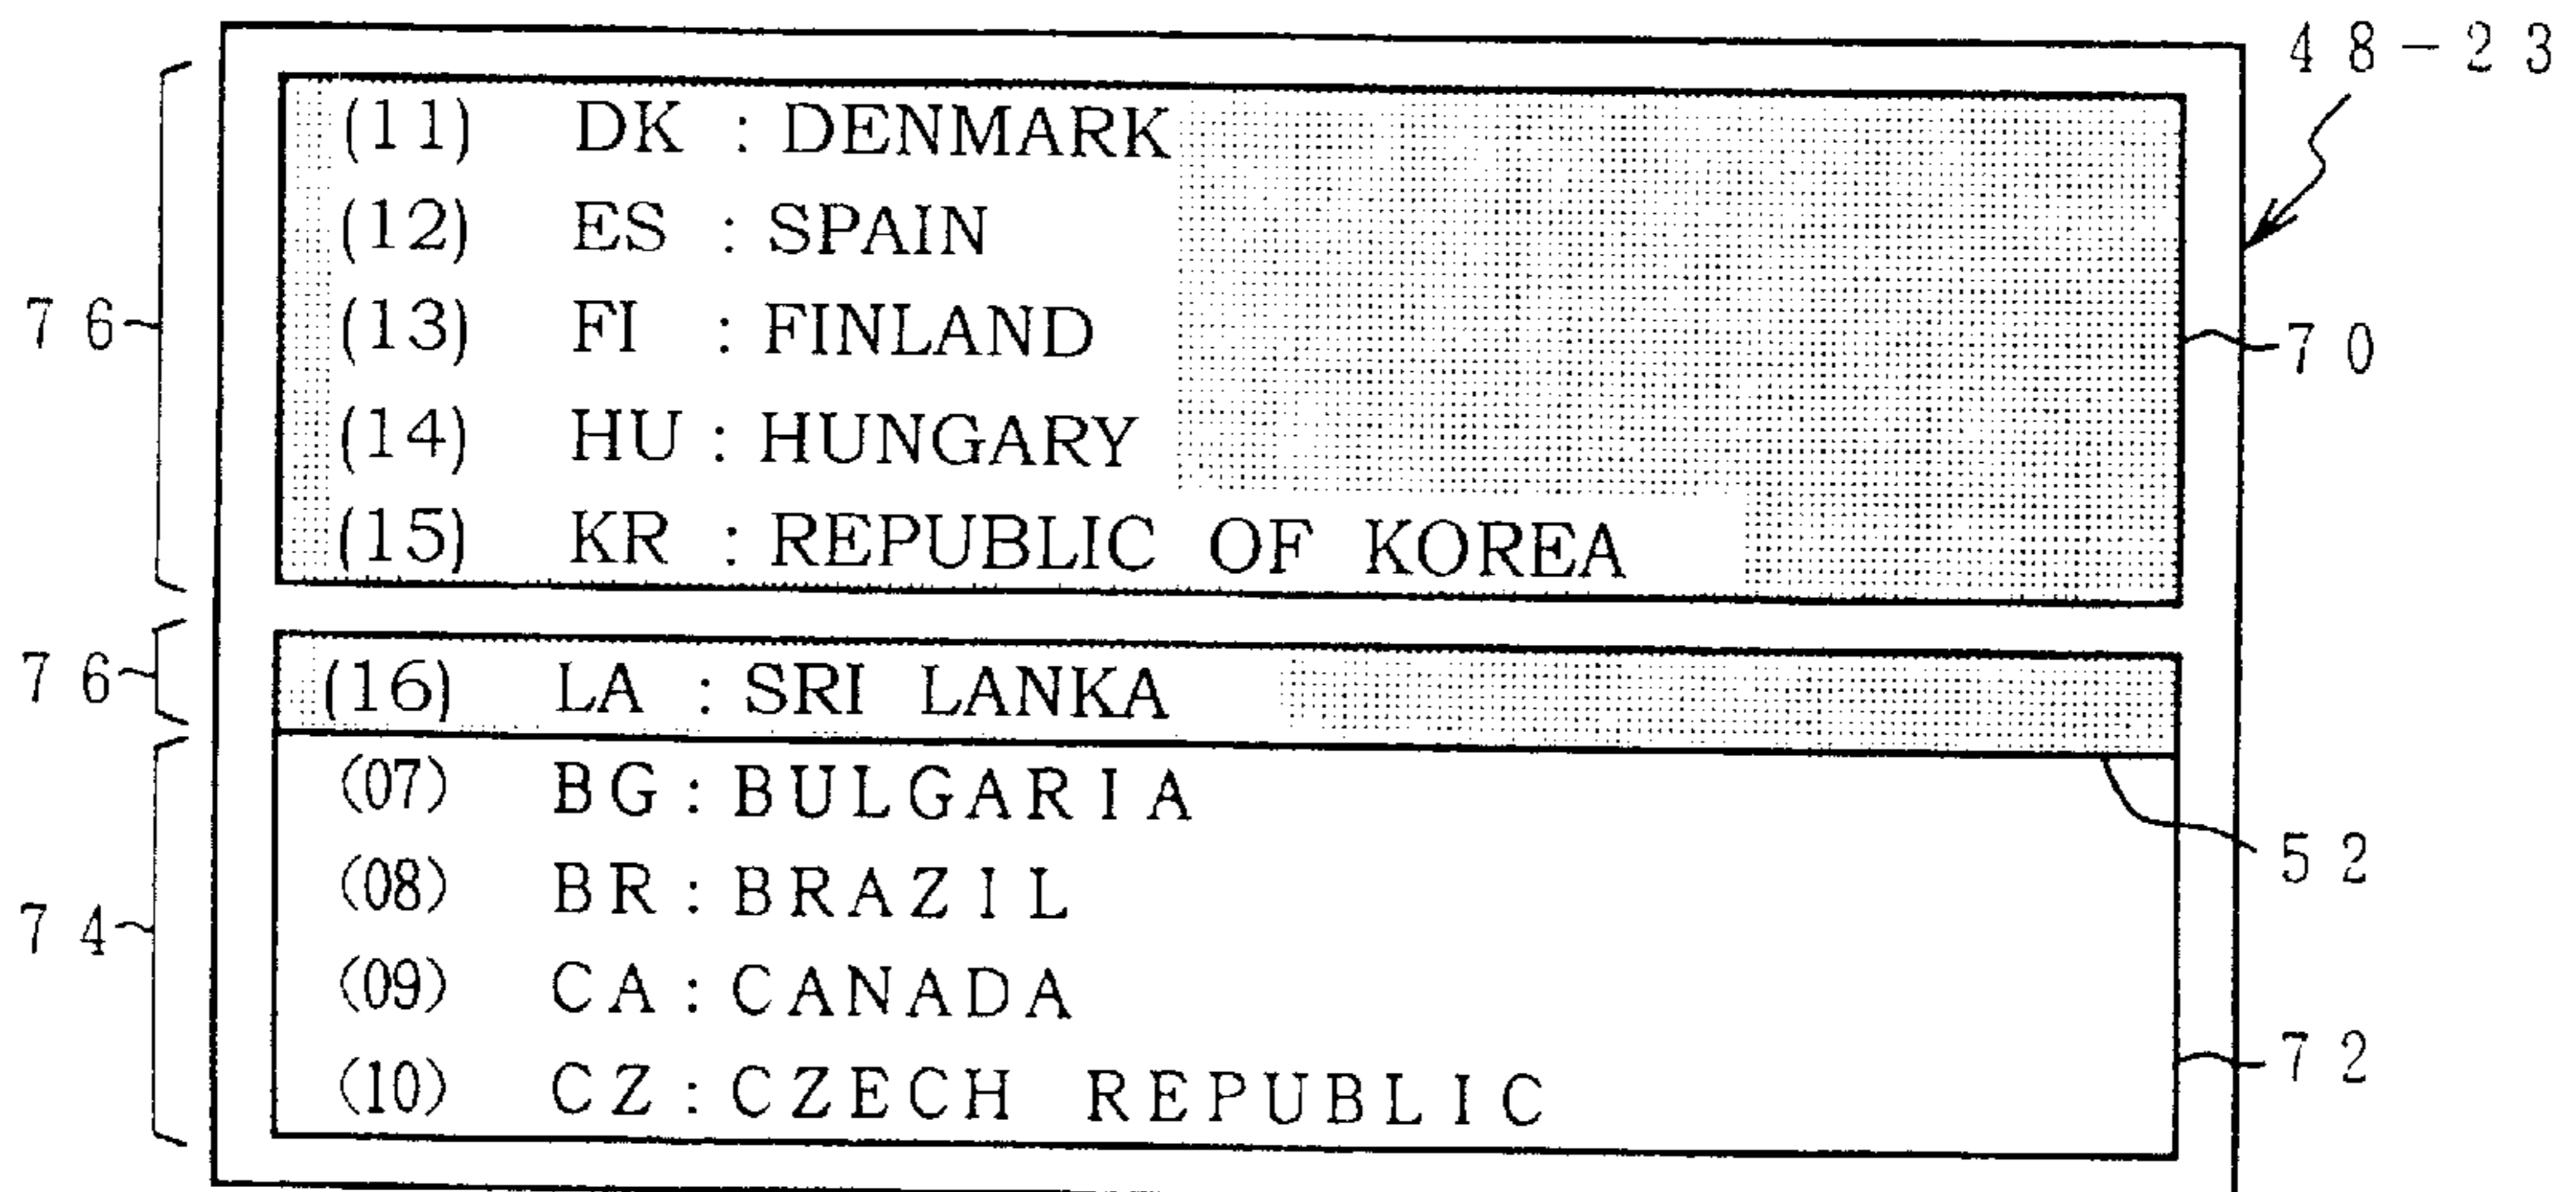 48-23
(11) DK : DENMARK
(12) ES : SPAIN
76
(13) FI : FINLAND
70
(14) HU : HUNGARY
(15) KR : REPUBLIC OF KOREA
76
(16) LA : SRI LANKA
(07) BG : BULGARIA
52
(08) BR : BRAZIL
74
(09) CA : CANADA
72
(10) CZ : CZECH REPUBLIC